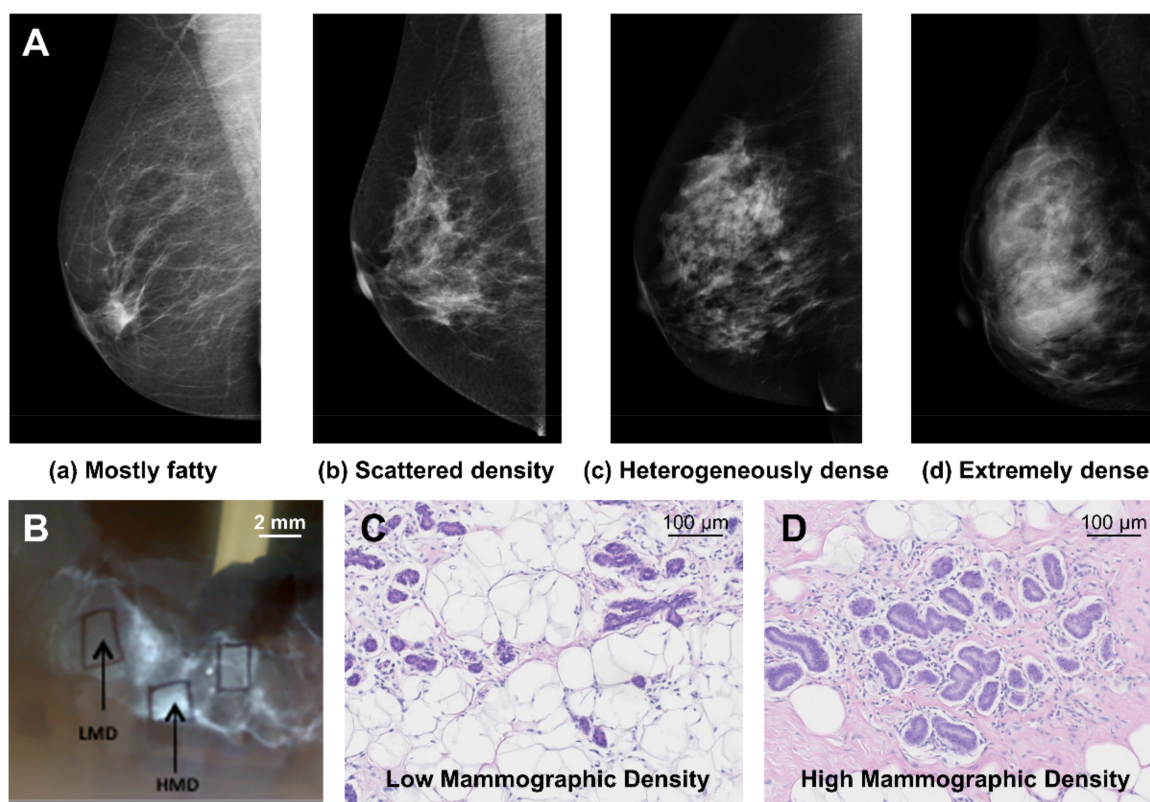 A
(a) Mostly fatty
(b) Scattered density
(c) Heterogeneously dense
(d) Extremely dense
B
2 mm
LMD
HMD
C
100 µm
Low Mammographic Density
D
100 µm
High Mammographic Density